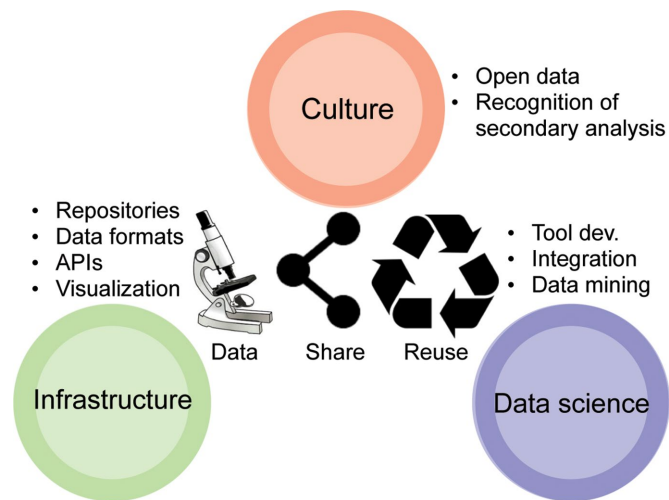 Culture
• Open data
• Recognition of
secondary analysis
• Repositories
• Data formats
• APIs
• Visualization
• Tool dev.
• Integration
• Data mining
Data
Share
Reuse
Infrastructure
Data science